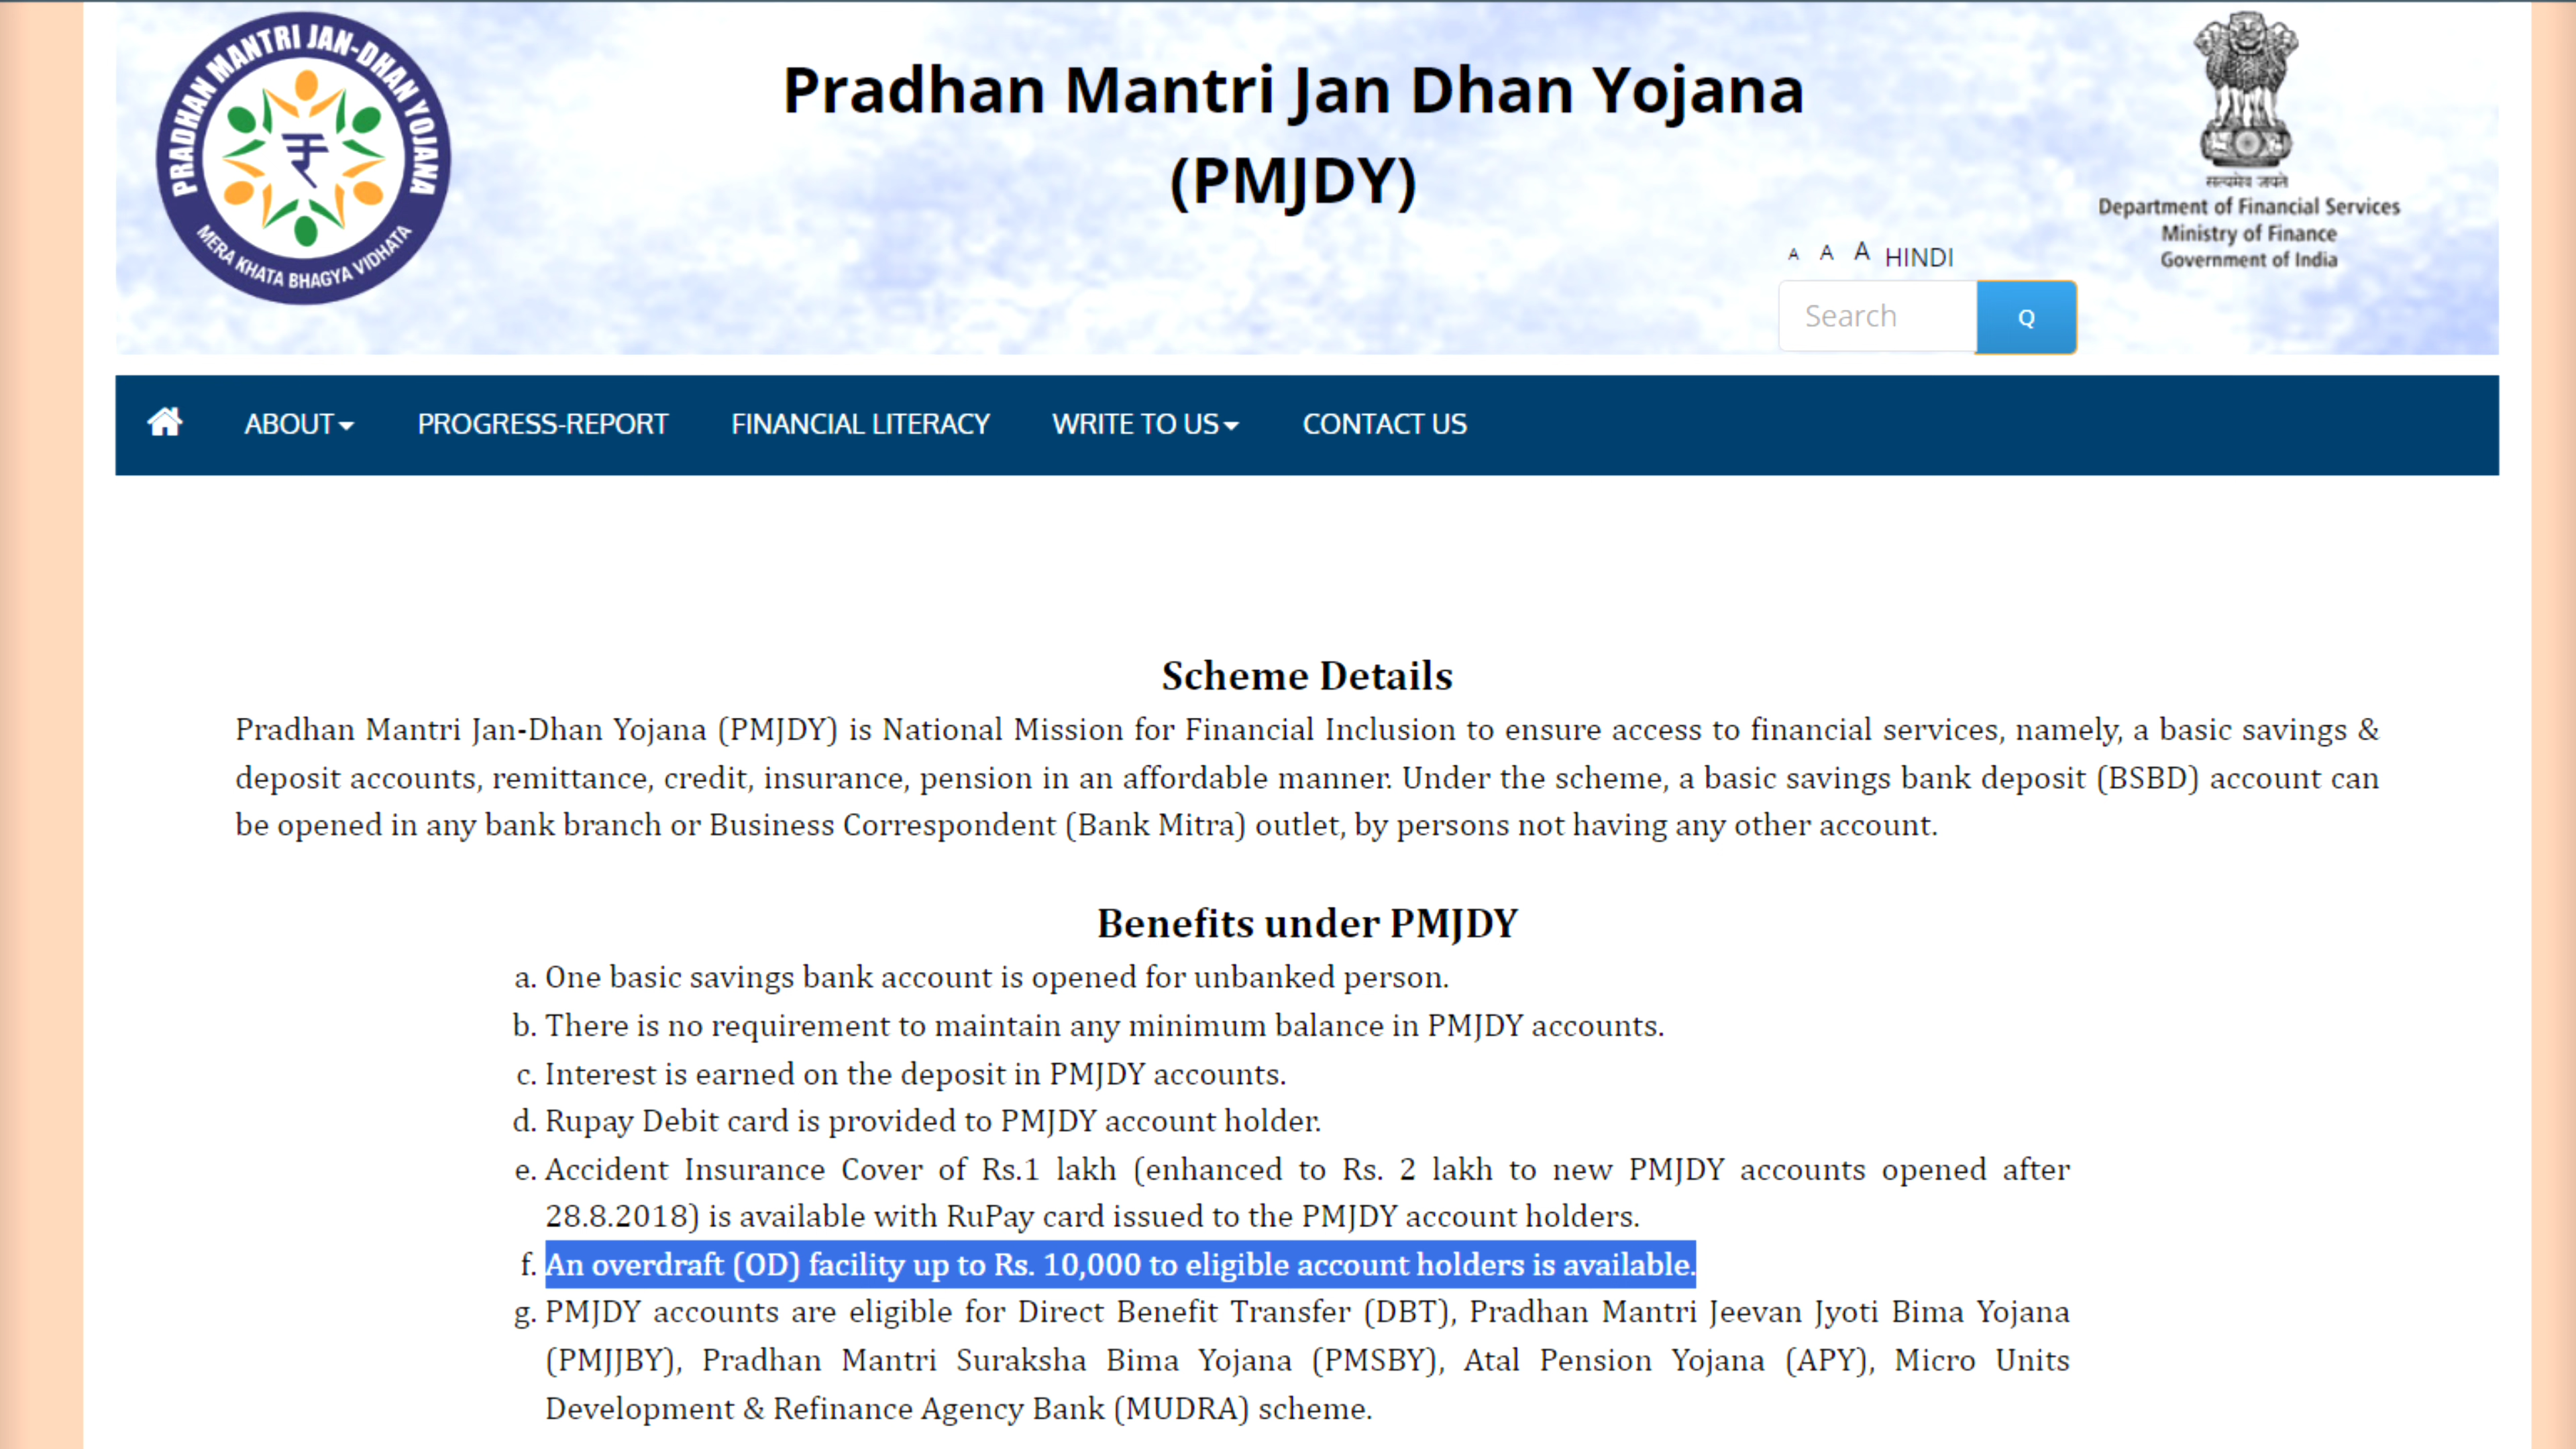 PRADHAN MANTRI JAN-DHAN YOJANA
MERA KHATA BHAGYA VIDHATA
Pradhan Mantri Jan Dhan Yojana
(PMJDY)
सत्यमेव जयते
Department of Financial Services
Ministry of Finance
Government of India
A A A HINDI
Search Q
ABOUT PROGRESS-REPORT FINANCIAL LITERACY WRITE TO US CONTACT US
Scheme Details
Pradhan Mantri Jan-Dhan Yojana (PMJDY) is National Mission for Financial Inclusion to ensure access to financial services, namely, a basic savings &
deposit accounts, remittance, credit, insurance, pension in an affordable manner. Under the scheme, a basic savings bank deposit (BSBD) account can
be opened in any bank branch or Business Correspondent (Bank Mitra) outlet, by persons not having any other account.
Benefits under PMJDY
a. One basic savings bank account is opened for unbanked person.
b. There is no requirement to maintain any minimum balance in PMJDY accounts.
c. Interest is earned on the deposit in PMJDY accounts.
d. Rupay Debit card is provided to PMJDY account holder.
e. Accident Insurance Cover of Rs.1 lakh (enhanced to Rs. 2 lakh to new PMJDY accounts opened after
28.8.2018) is available with RuPay card issued to the PMJDY account holders.
f. An overdraft (OD) facility up to Rs. 10,000 to eligible account holders is available.
g. PMJDY accounts are eligible for Direct Benefit Transfer (DBT), Pradhan Mantri Jeevan Jyoti Bima Yojana
(PMJJBY), Pradhan Mantri Suraksha Bima Yojana (PMSBY), Atal Pension Yojana (APY), Micro Units
Development & Refinance Agency Bank (MUDRA) scheme.